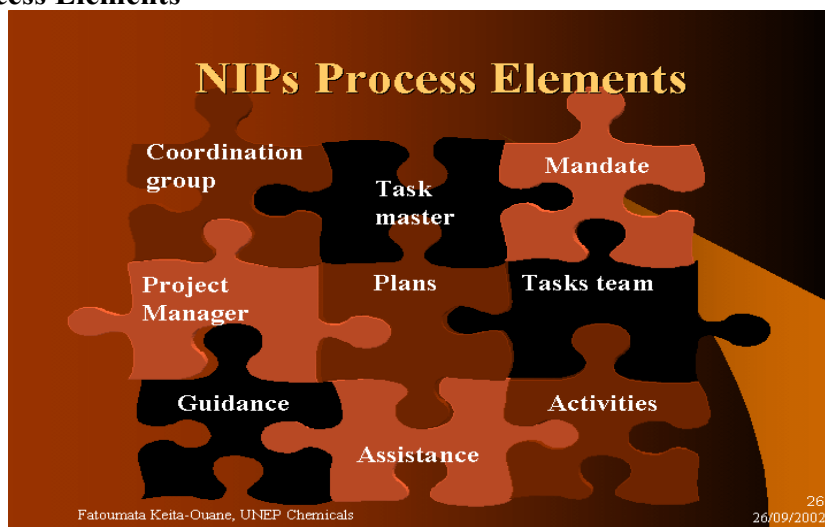 NIPs Process Elements
Coordination
group
Task
master
Mandate
Project
Manager
Plans
Tasks team
Guidance
Assistance
Activities
Fatoumata Keita-Ouane, UNEP Chemicals
26
26/09/2002